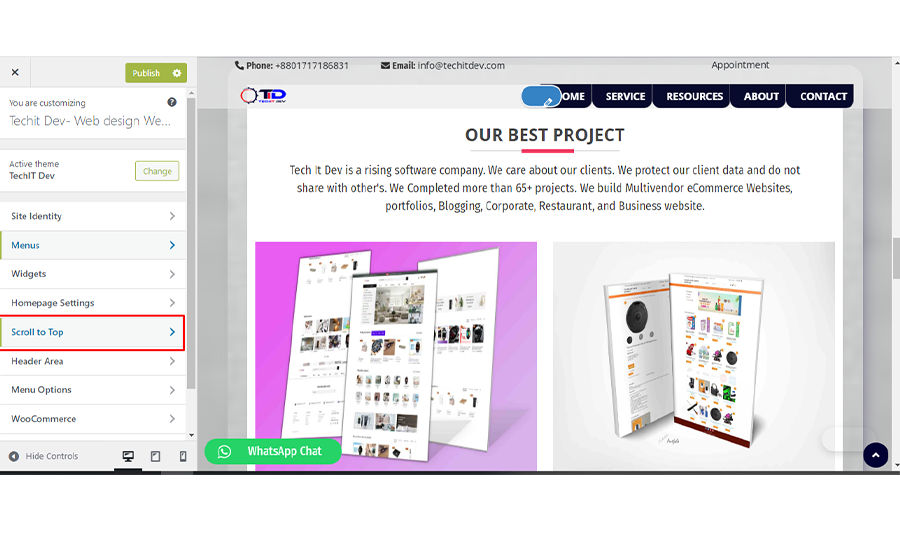 Publish
You are customizing
Techit Dev- Web design We...
Active theme
TechIT Dev
Change
Site Identity
Menus
Widgets
Homepage Settings
Scroll to Top
Header Area
Menu Options
WooCommerce
Hide Controls
Phone: +8801717186831
Email: info@techitdev.com
Appointment
TECHIT DEV
OME
SERVICE
RESOURCES
ABOUT
CONTACT
OUR BEST PROJECT
Tech It Dev is a rising software company. We care about our clients. We protect our client data and do not
share with other's. We Completed more than 65+ projects. We build Multivendor eCommerce Websites,
portfolios, Blogging, Corporate, Restaurant, and Business website.
WhatsApp Chat